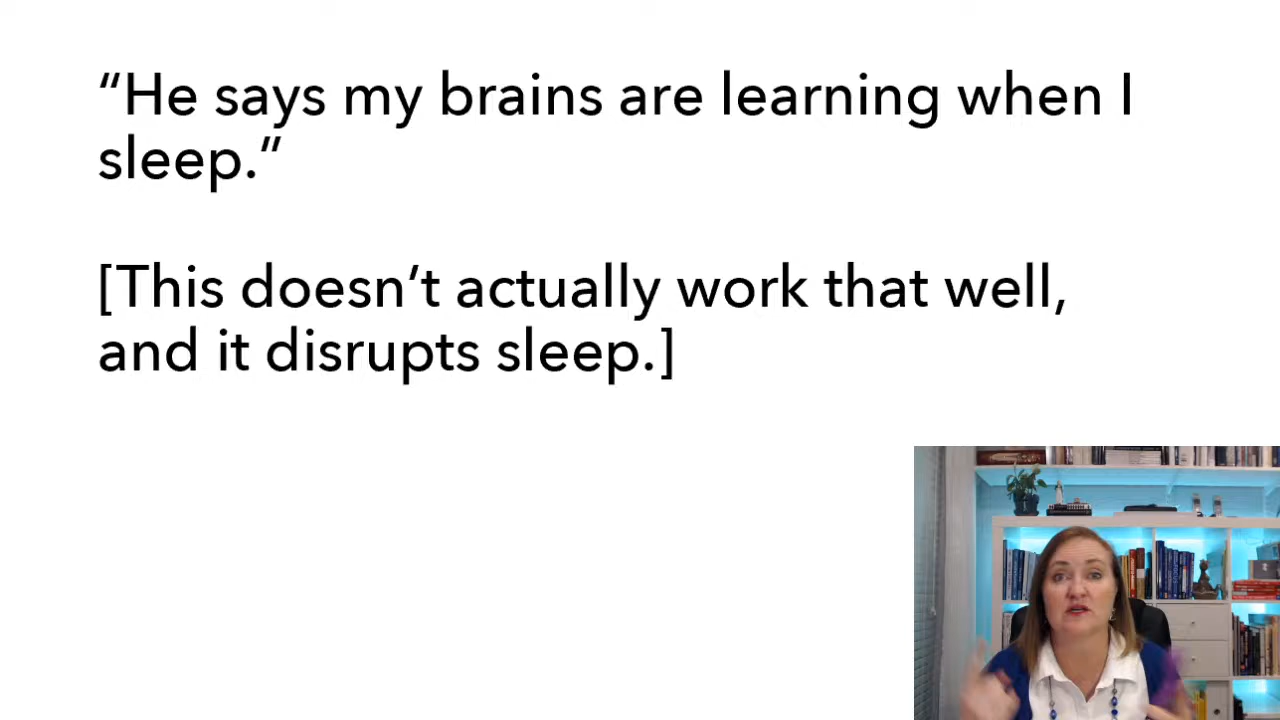 “He says my brains are learning when I
sleep.”
[This doesn’t actually work that well,
and it disrupts sleep.]